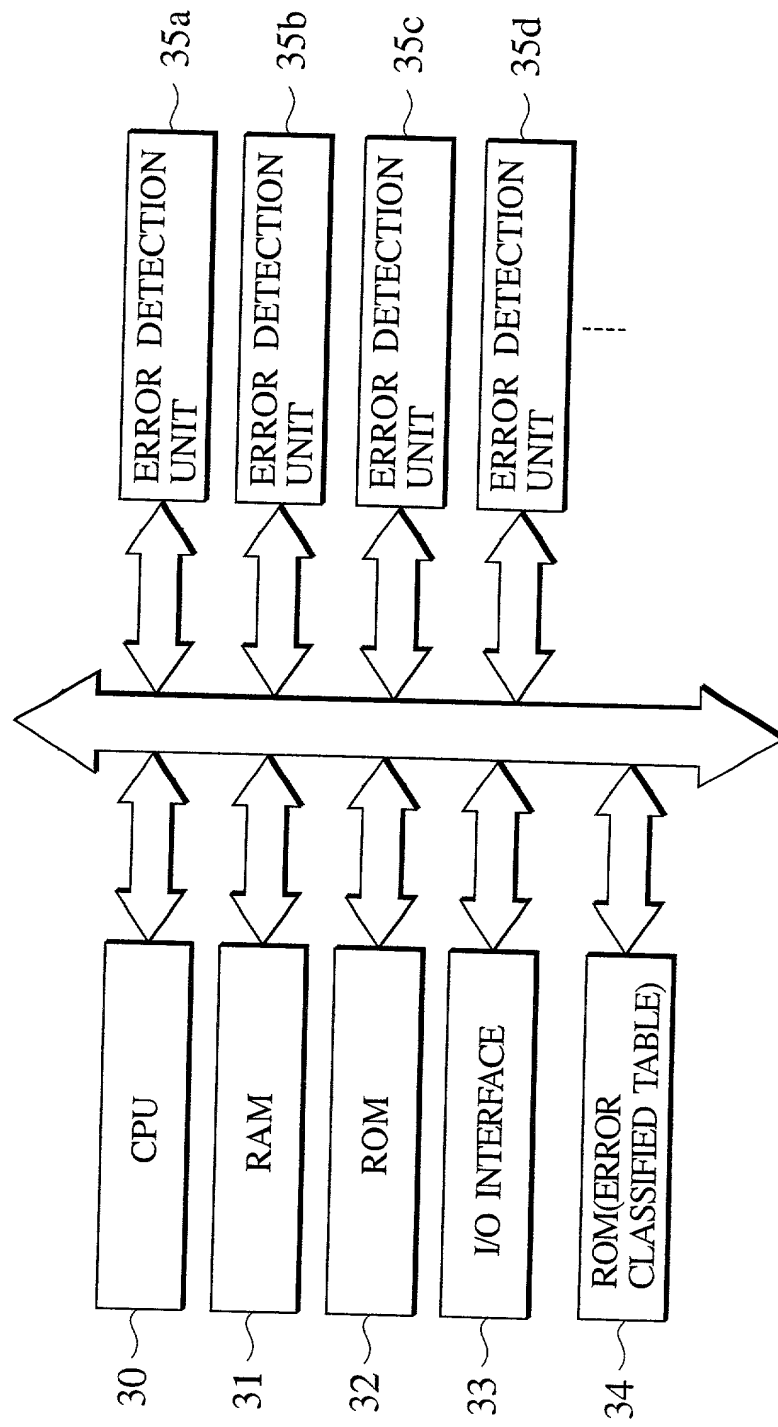 30
CPU
31
RAM
32
ROM
33
I/O INTERFACE
34
ROM(ERROR
CLASSIFIED TABLE)
ERROR DETECTION
UNIT
35a
ERROR DETECTION
UNIT
35b
ERROR DETECTION
UNIT
35c
ERROR DETECTION
UNIT
35d